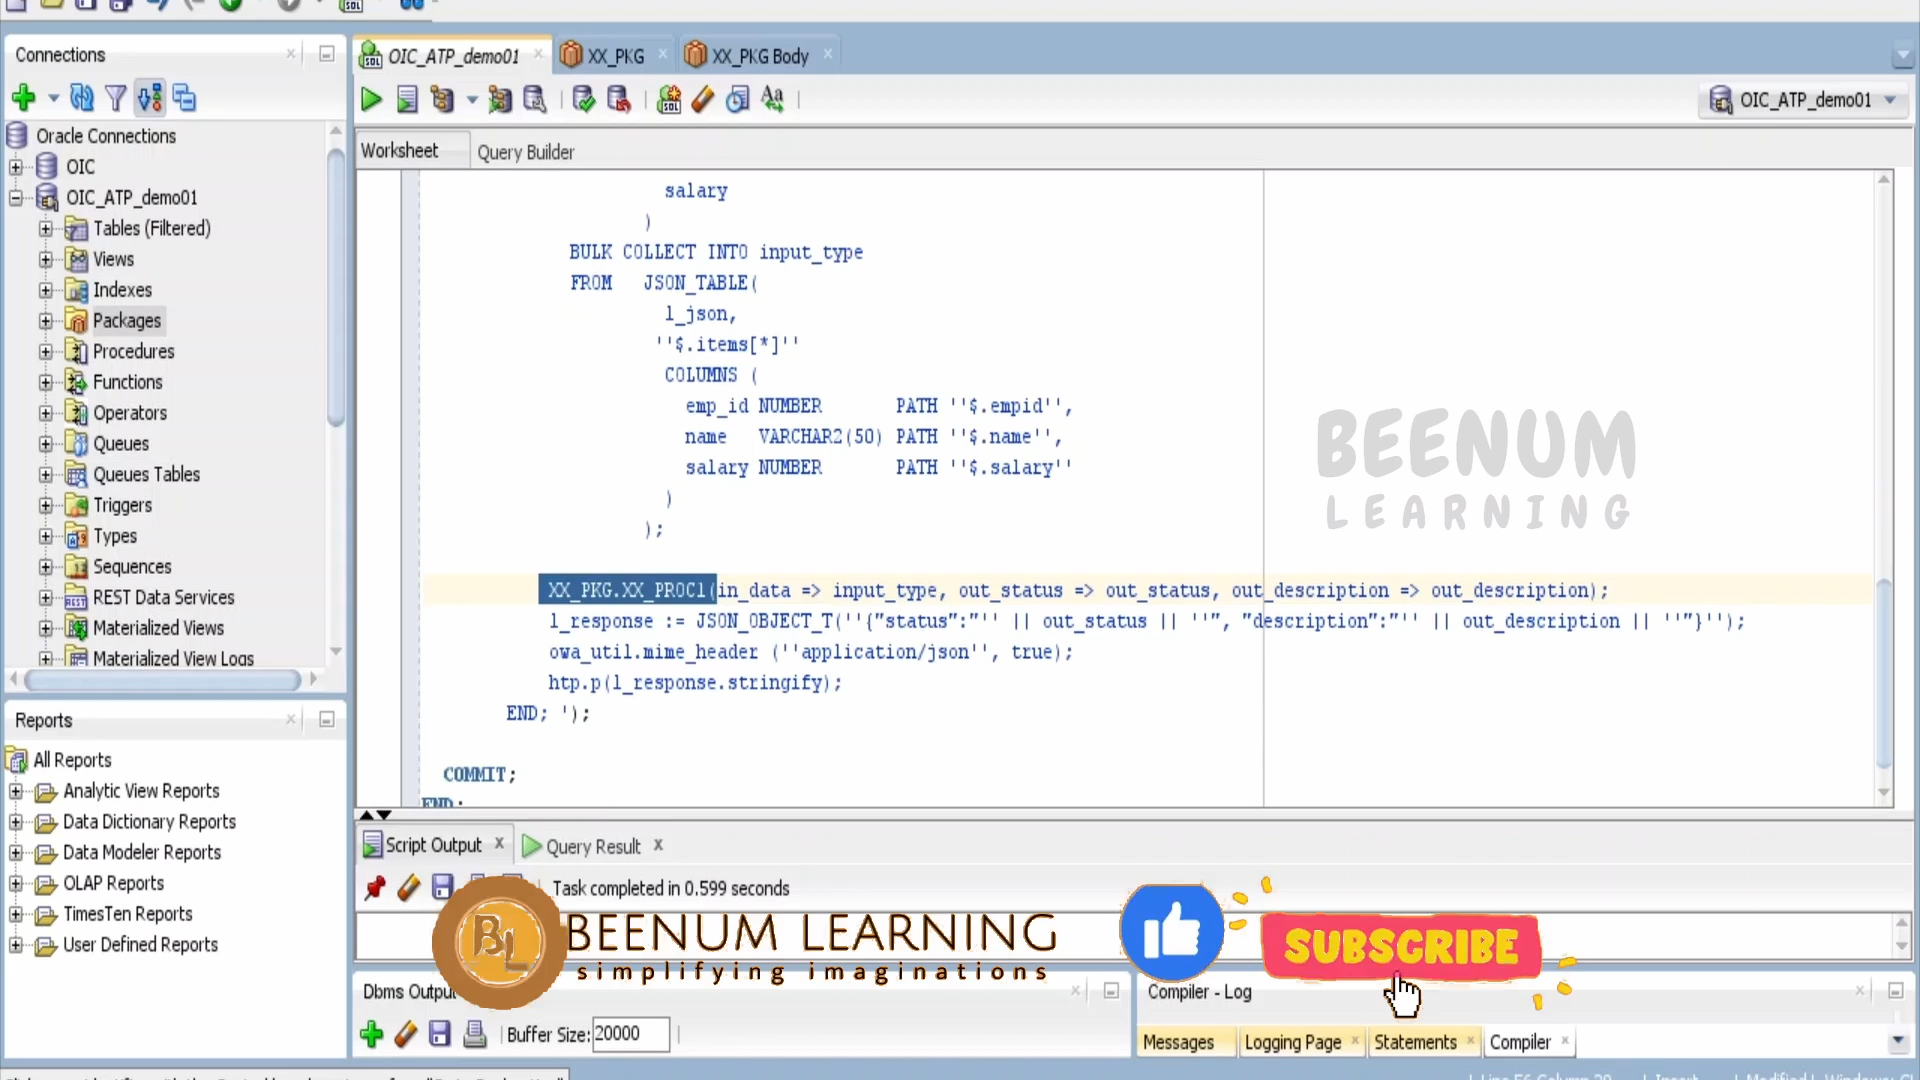 Connections
Oracle Connections
OIC
OIC_ATP_demo01
Tables (Filtered)
Views
Indexes
Packages
Procedures
Functions
Operators
Queues
Queues Tables
Triggers
Types
Sequences
REST Data Services
Materialized Views
Materialized View Logs
Reports
All Reports
Analytic View Reports
Data Dictionary Reports
Data Modeler Reports
OLAP Reports
TimesTen Reports
User Defined Reports
OIC_ATP_demo01
XX_PKG
XX_PKG Body
OIC_ATP_demo01
Worksheet
Query Builder
salary
)
BULK COLLECT INTO input_type
FROM JSON_TABLE(
l_json,
''$.items[*]''
COLUMNS (
emp_id NUMBER PATH ''$.empid'',
name VARCHAR2(50) PATH ''$.name'',
salary NUMBER PATH ''$.salary''
)
);
XX_PKG.XX_PROC1(in_data => input_type, out_status => out_status, out_description => out_description);
l_response := JSON_OBJECT_T(''{"status":"'' || out_status || ''", "description":"'' || out_description || ''"}'');
owa_util.mime_header (''application/json'', true);
htp.p(l_response.stringify);
END; ');
COMMIT;
END;
BEENUM
LEARNING
Script Output
Query Result
Task completed in 0.599 seconds
BL
BEENUM LEARNING
simplifying imaginations
SUBSCRIBE
Dbms Output
Buffer Size: 20000
Compiler - Log
Messages
Logging Page
Statements
Compiler